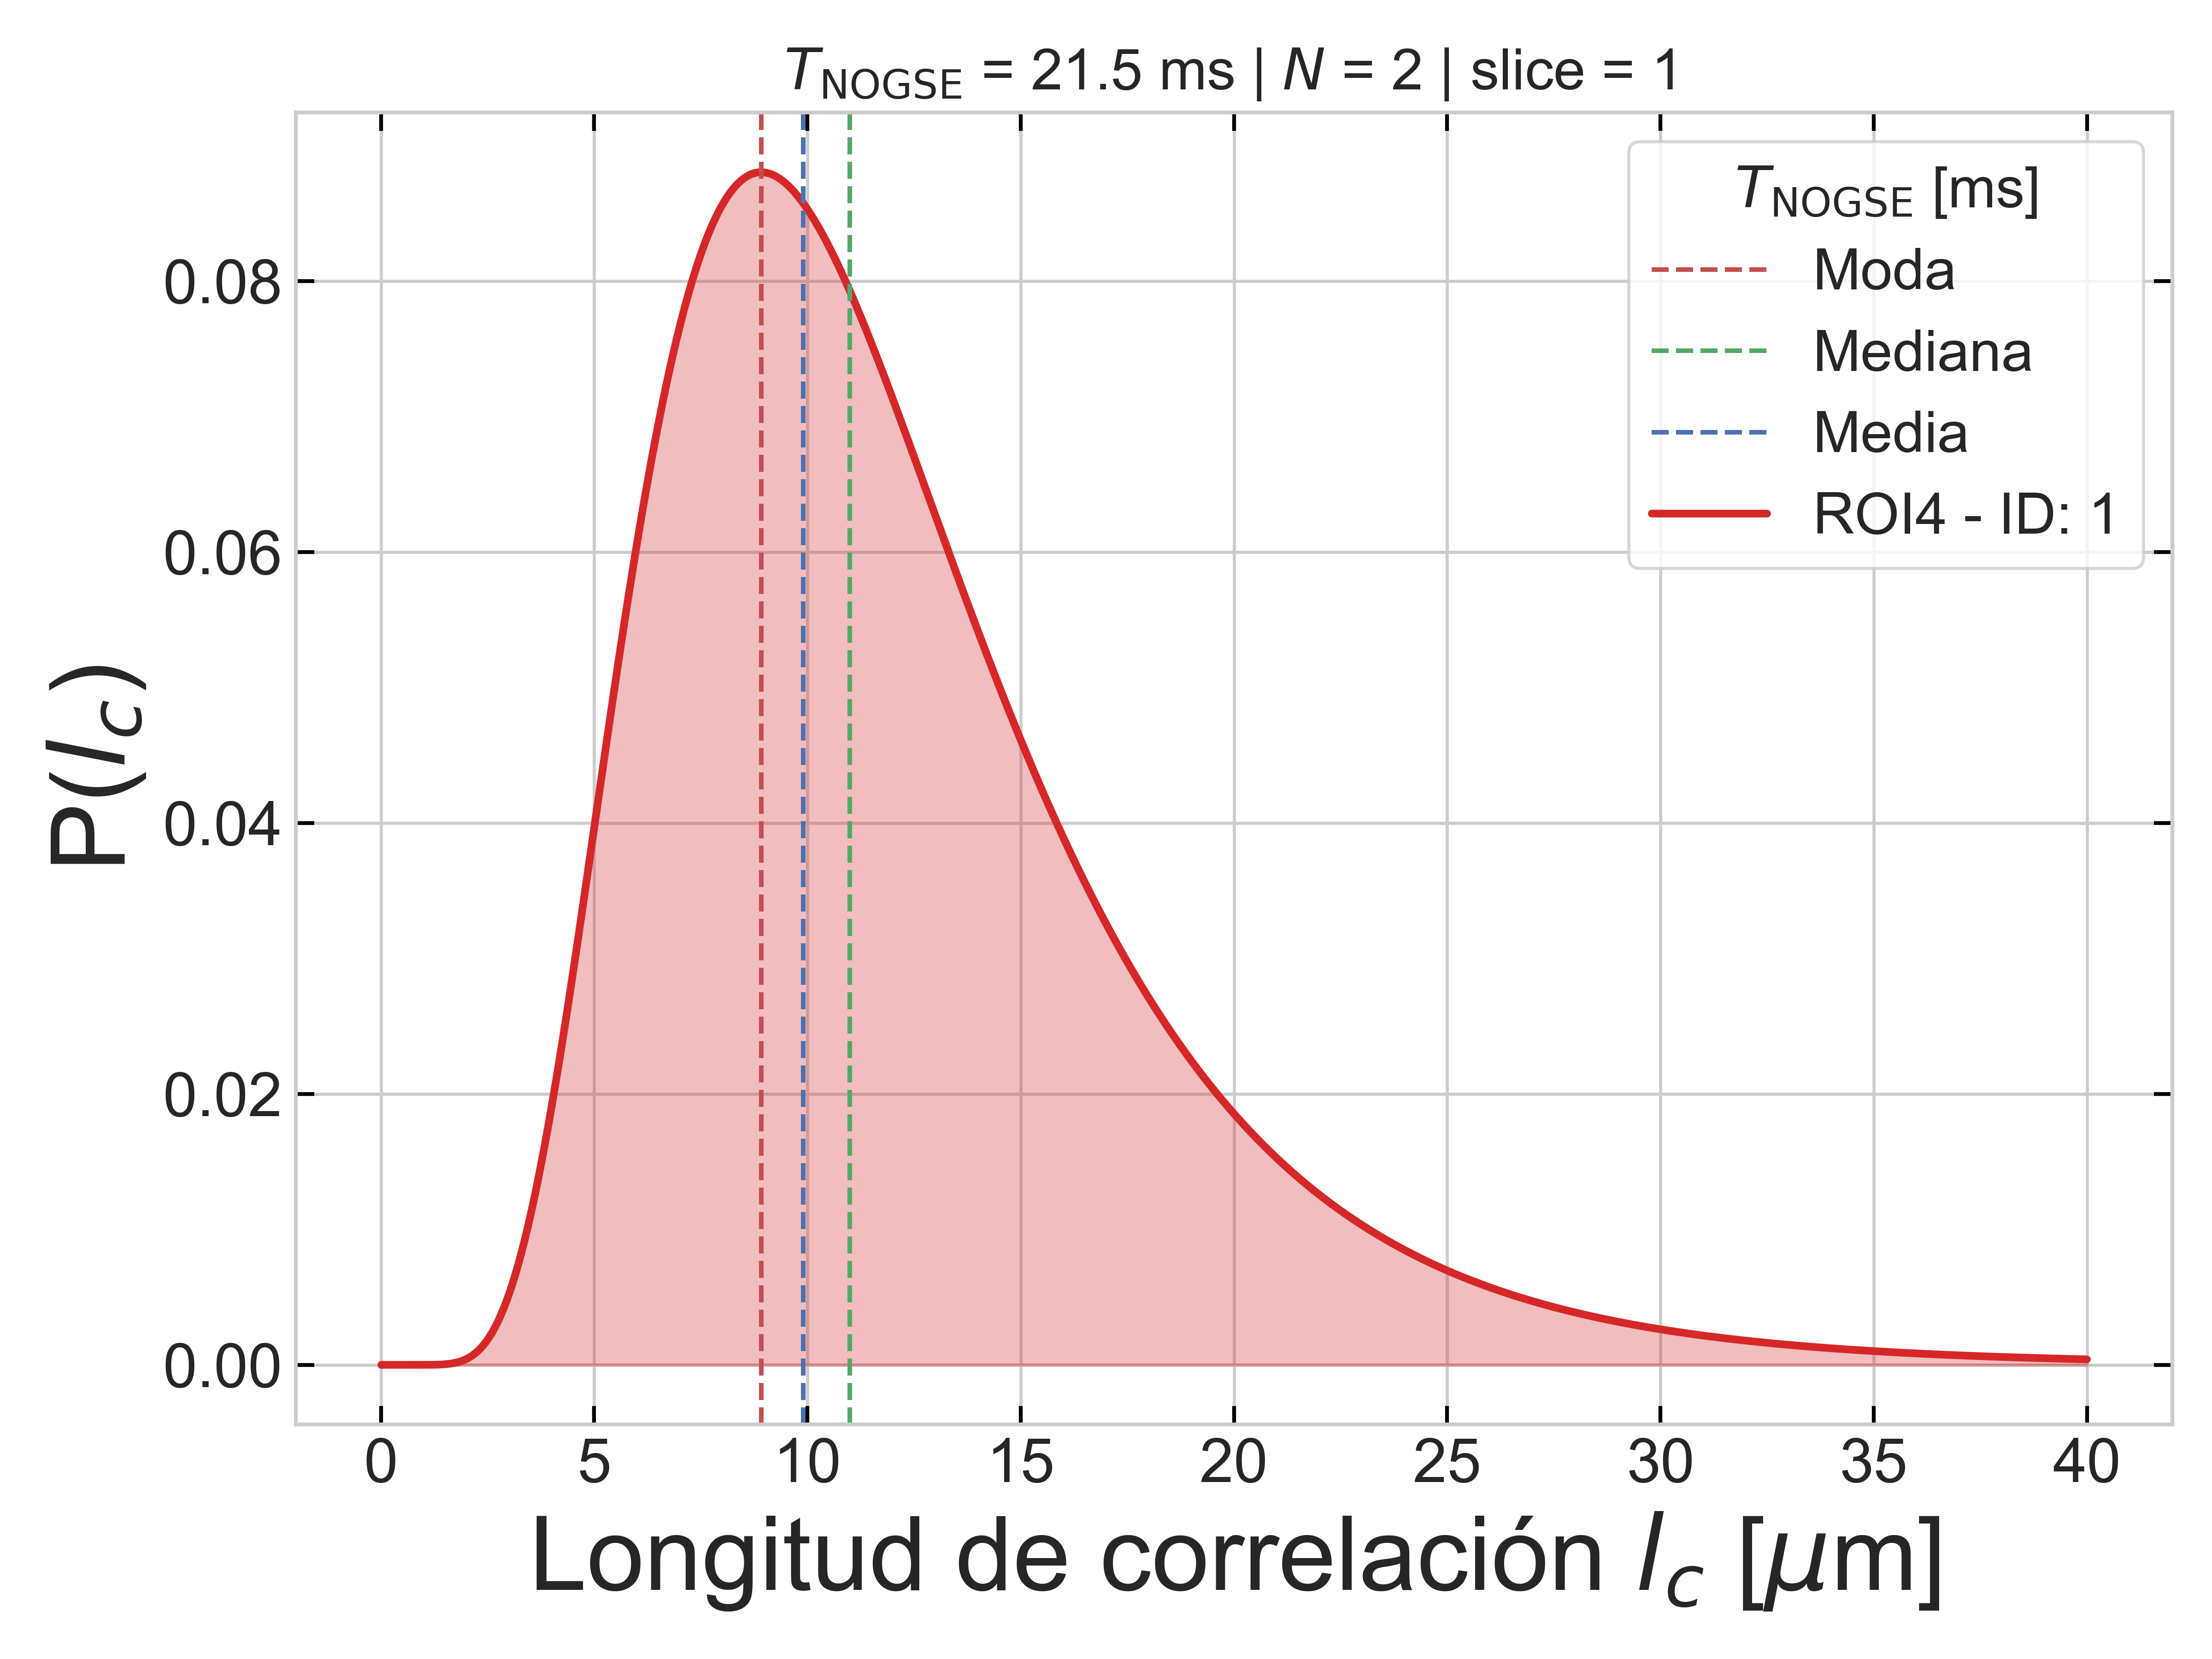 T_NOGSE = 21.5 ms | N = 2 | slice = 1
T_NOGSE [ms]
Moda
Mediana
Media
ROI4 - ID: 1
P(l_c)
0.08
0.06
0.04
0.02
0.00
0 5 10 15 20 25 30 35 40
Longitud de correlación l_c [μm]